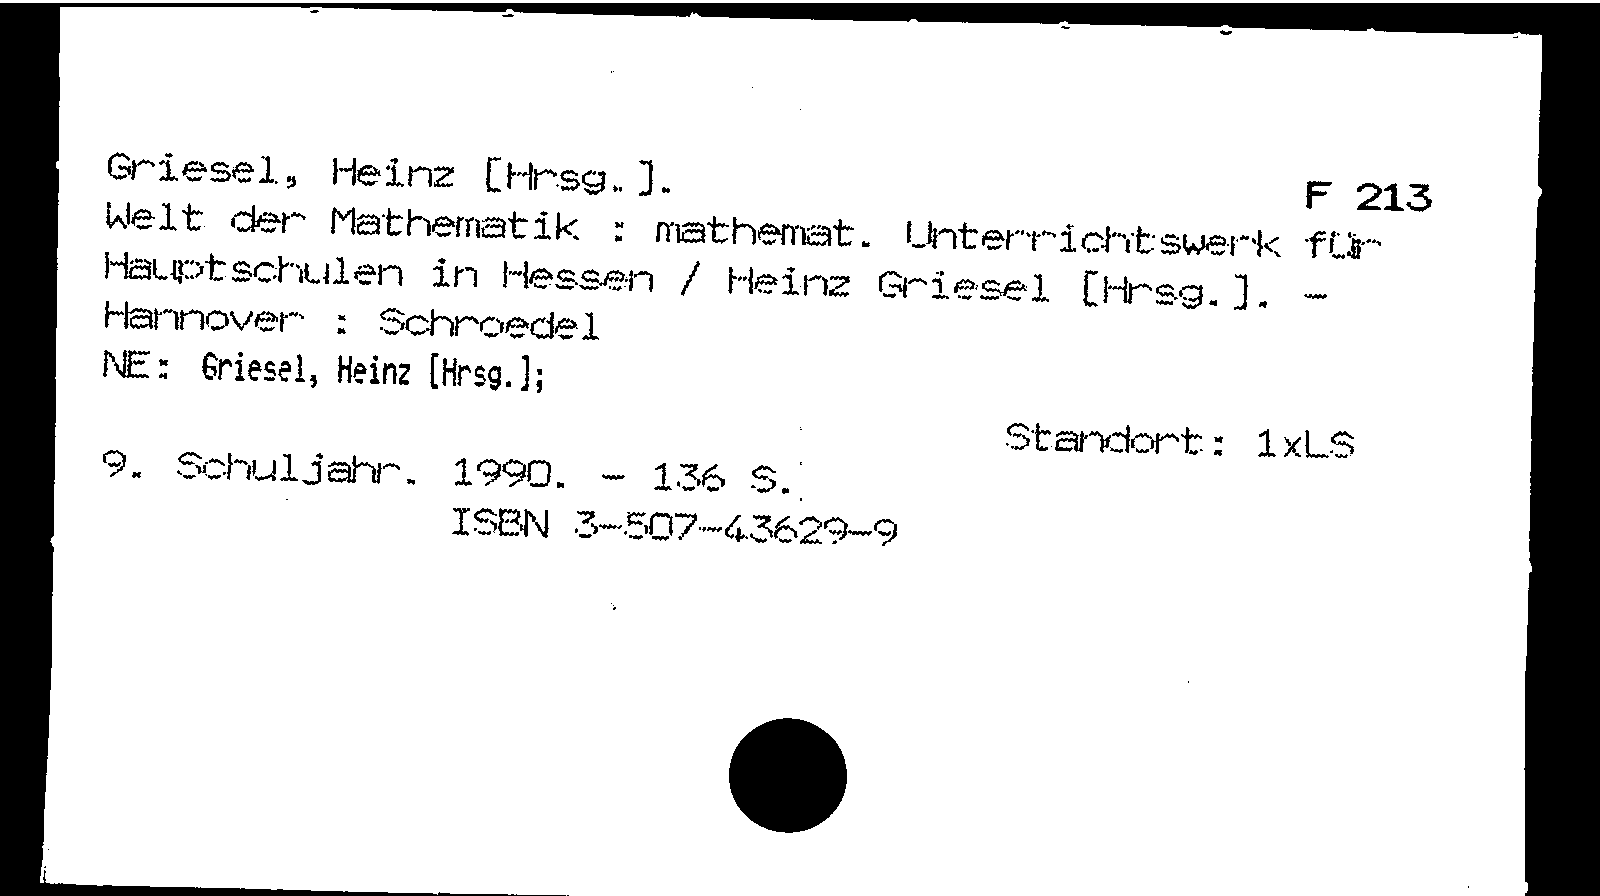 Griesel, Heinz [Hrsg.].
F 213
Welt der Mathematik : mathemat. Unterrichtswerk für
Hauptschulen in Hessen / Heinz Griesel [Hrsg.]. -
Hannover : Schroedel
NE: Griesel, Heinz [Hrsg.];
Standort: 1xLS
9. Schuljahr. 1990. - 136 S.
ISBN 3-507-43629-9